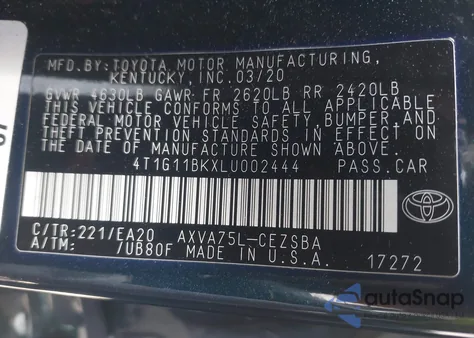 MFD.BY:TOYOTA MOTOR MANUFACTURING,
KENTUCKY, INC.03/20
GVWR 4630LB GAWR FR 2620LB RR 2420LB
THIS VEHICLE CONFORMS TO ALL APPLICABLE
FEDERAL MOTOR VEHICLE SAFETY,BUMPER,AND
THEFT PREVENTION STANDARDS IN EFFECT ON
THE DATE OF MANUFACTURE SHOWN ABOVE.
4T1G11BKXLU002444 PASS.CAR
TOYOTA
C/TR:221/EA20 AXVA75L-CEZSBA
A/TM: /UB80F MADE IN U.S.A. 17272
autoSnap